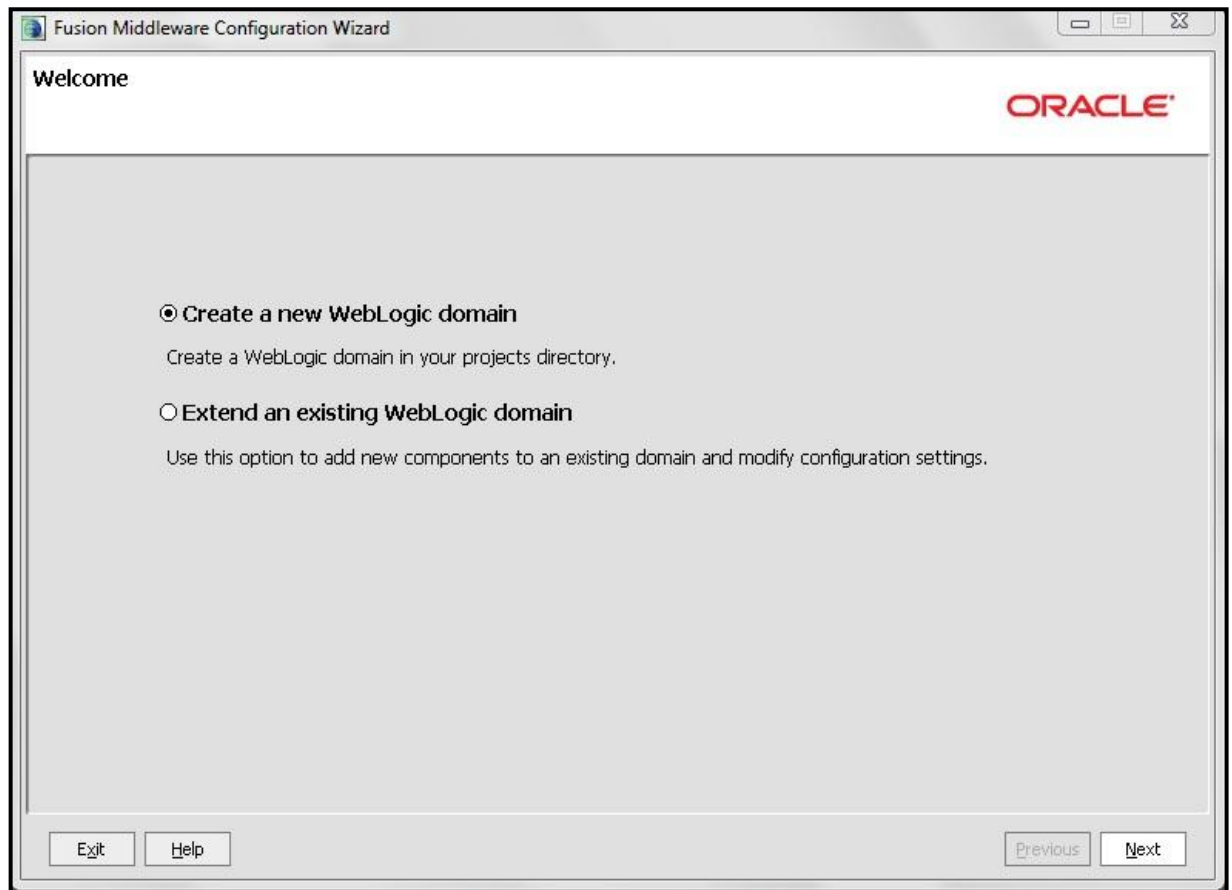 Fusion Middleware Configuration Wizard
Welcome
ORACLE
Create a new WebLogic domain
Create a WebLogic domain in your projects directory.
Extend an existing WebLogic domain
Use this option to add new components to an existing domain and modify configuration settings.
Exit Help Previous Next